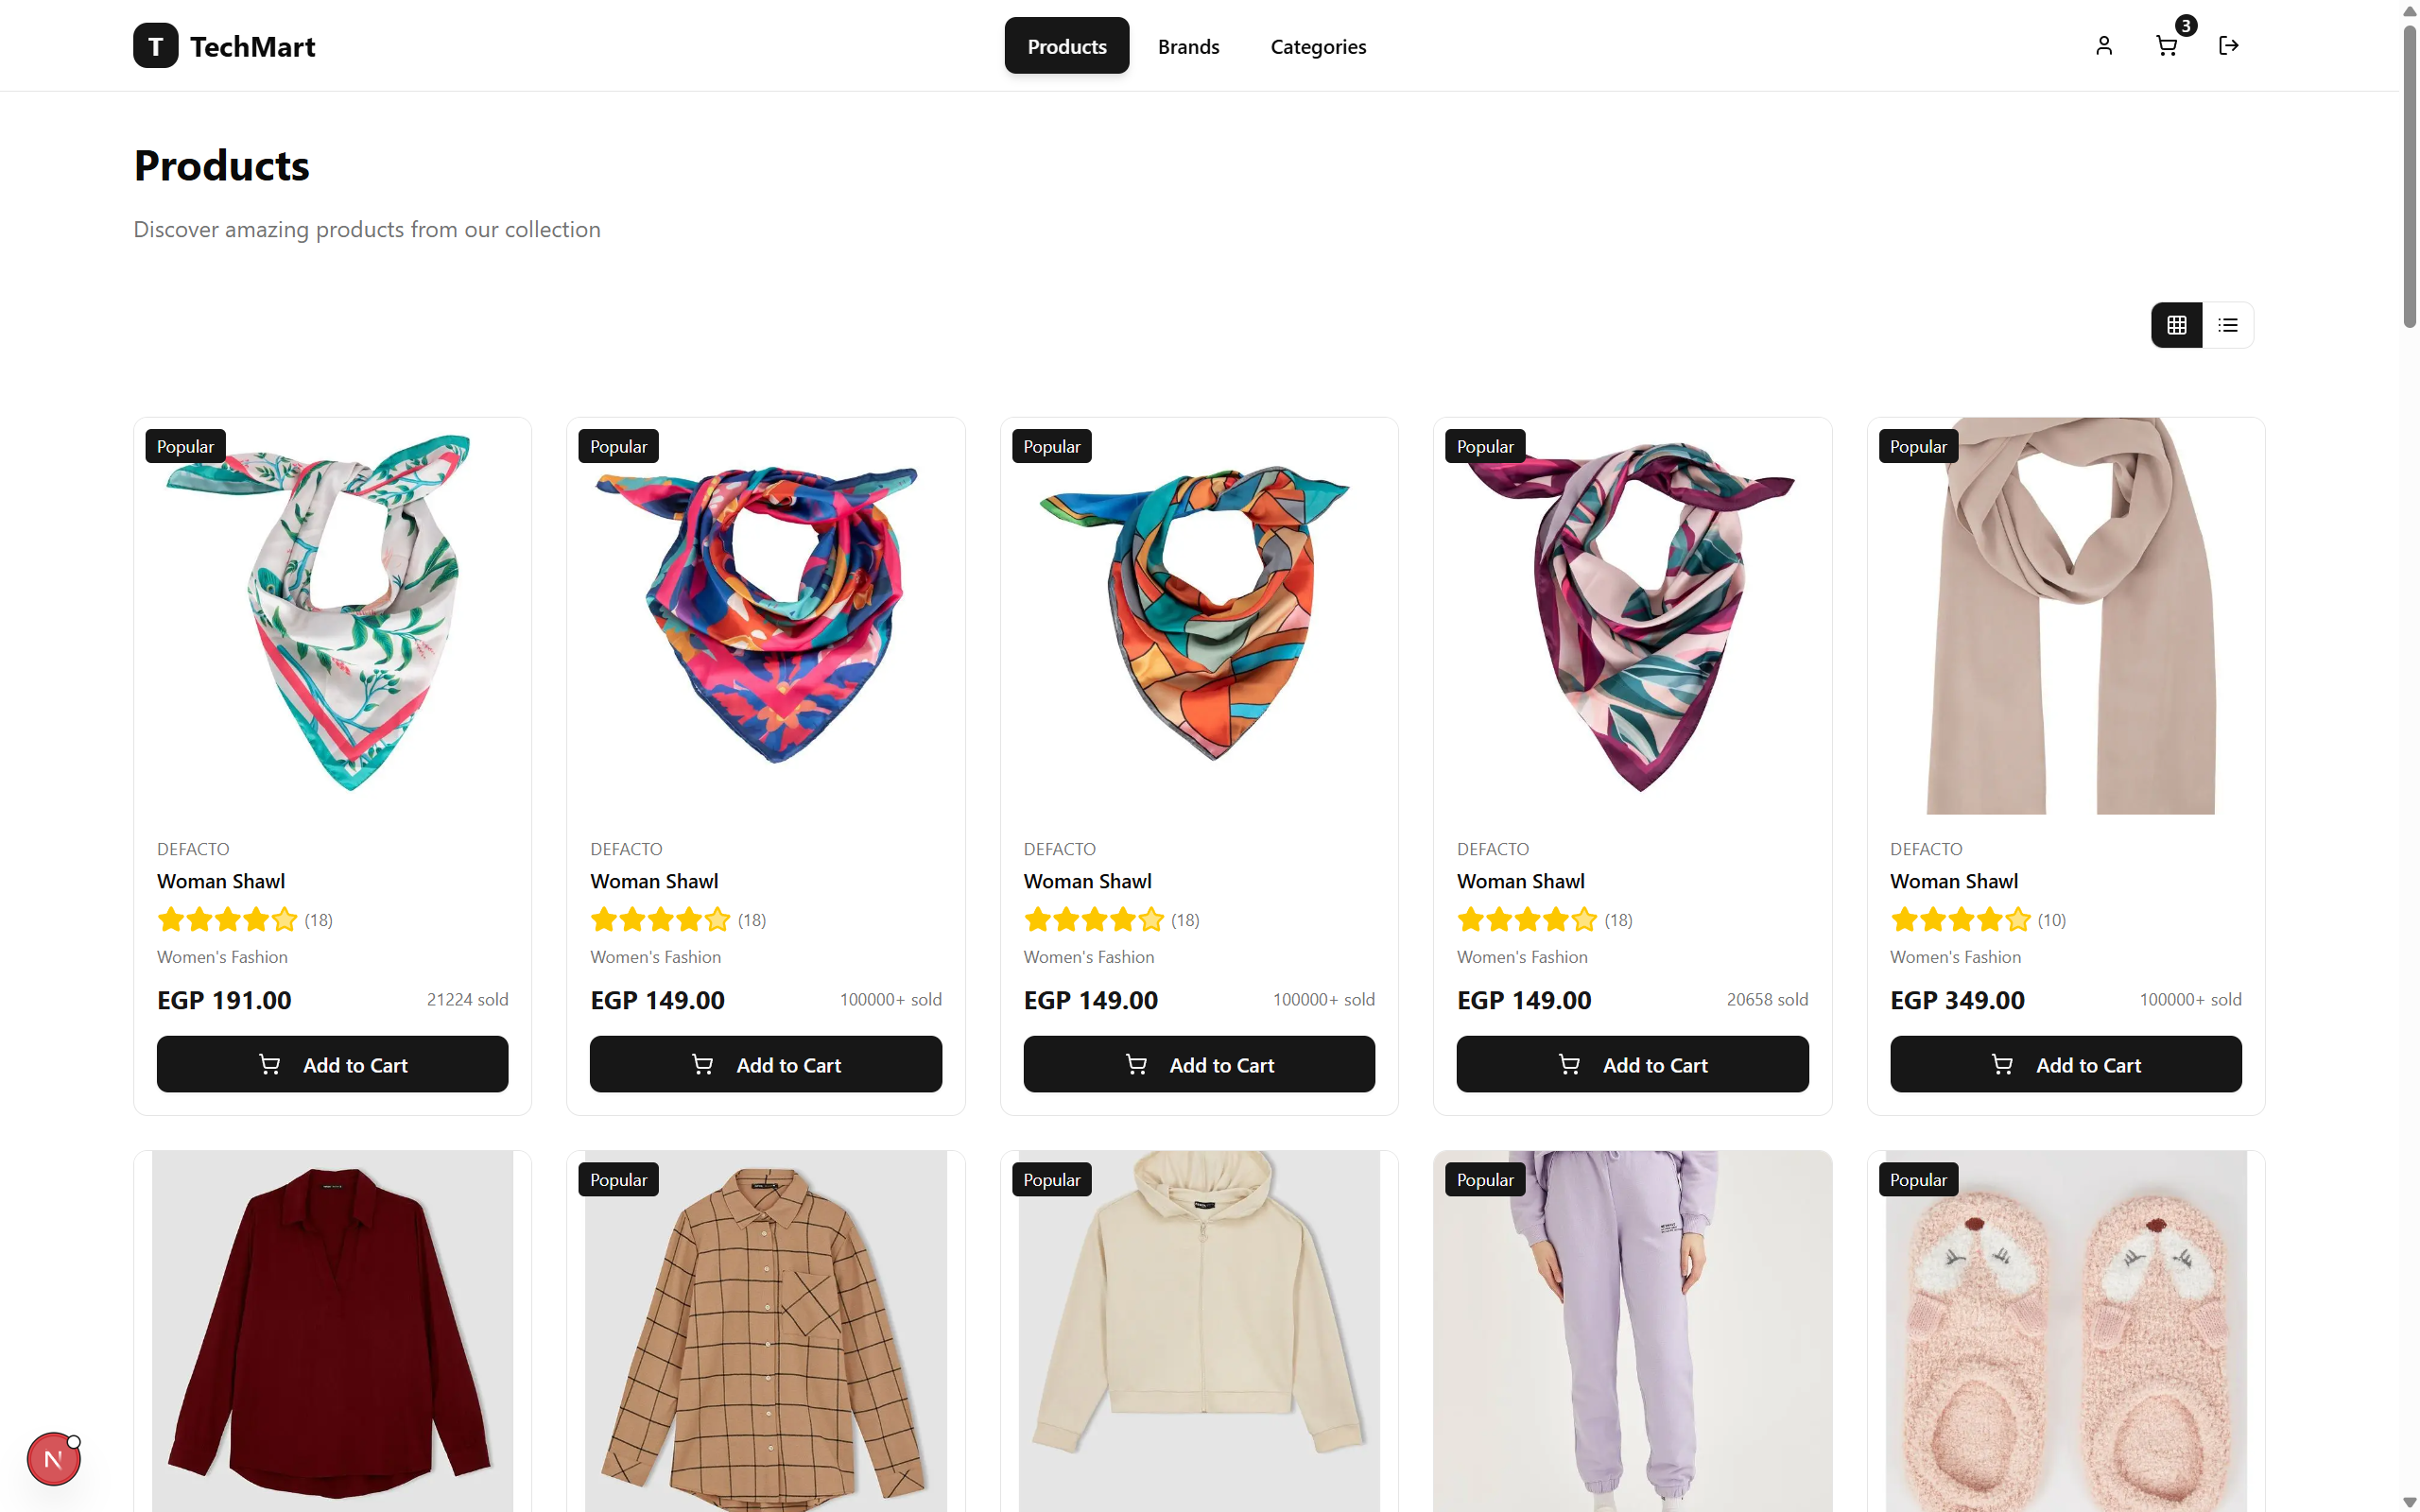 T TechMart
Products Brands Categories
3
Products
Discover amazing products from our collection
Popular Popular Popular Popular Popular
DEFACTO DEFACTO DEFACTO DEFACTO DEFACTO
Woman Shawl Woman Shawl Woman Shawl Woman Shawl Woman Shawl
(18) (18) (18) (18) (10)
Women's Fashion Women's Fashion Women's Fashion Women's Fashion Women's Fashion
EGP 191.00 21224 sold EGP 149.00 100000+ sold EGP 149.00 100000+ sold EGP 149.00 20658 sold EGP 349.00 100000+ sold
Add to Cart Add to Cart Add to Cart Add to Cart Add to Cart
Popular Popular Popular Popular
N